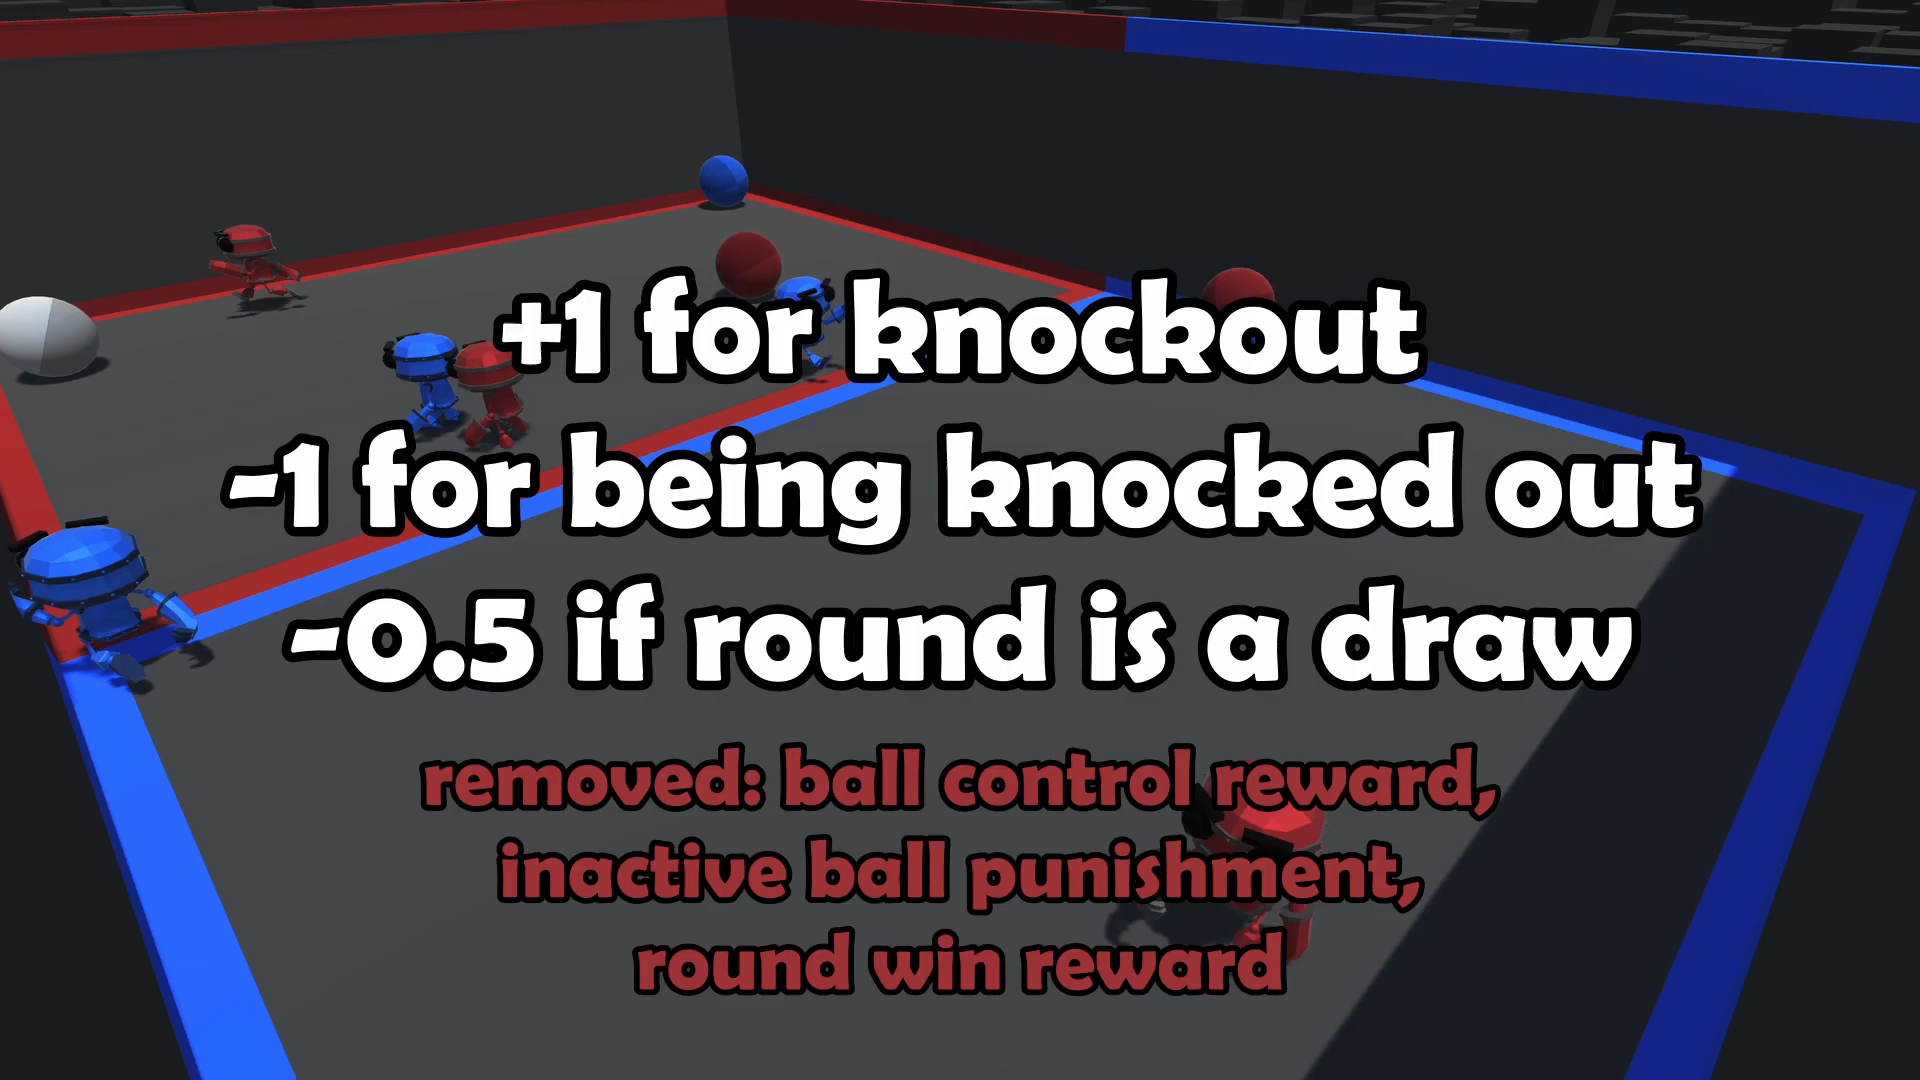 +1 for knockout
-1 for being knocked out
-0.5 if round is a draw
removed: ball control reward,
inactive ball punishment,
round win reward